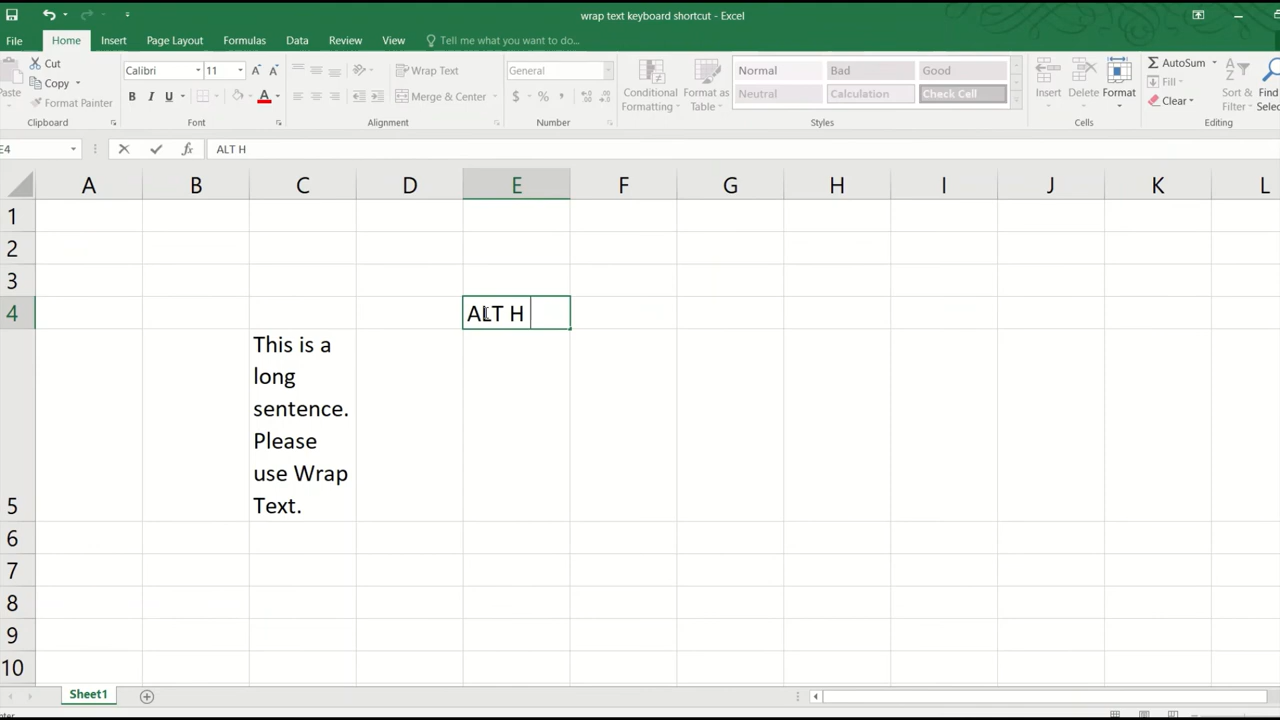 wrap text keyboard shortcut - Excel
File Home Insert Page Layout Formulas Data Review View Tell me what you want to do...
Cut
Copy
Format Painter
Paste
Clipboard
Calibri 11 A A
B I U A
Font
Wrap Text
Merge & Center
Alignment
General
$ % ,
Number
Conditional Formatting
Format as Table
Normal Bad Good
Neutral Calculation Check Cell
Styles
Insert Delete Format
Cells
AutoSum
Fill
Clear
Sort & Filter
Editing
E4 fx ALT H
A B C D E F G H I J K L
1
2
3
4 ALT H
This is a
long
sentence.
Please
use Wrap
5 Text.
6
7
8
9
10
Sheet1